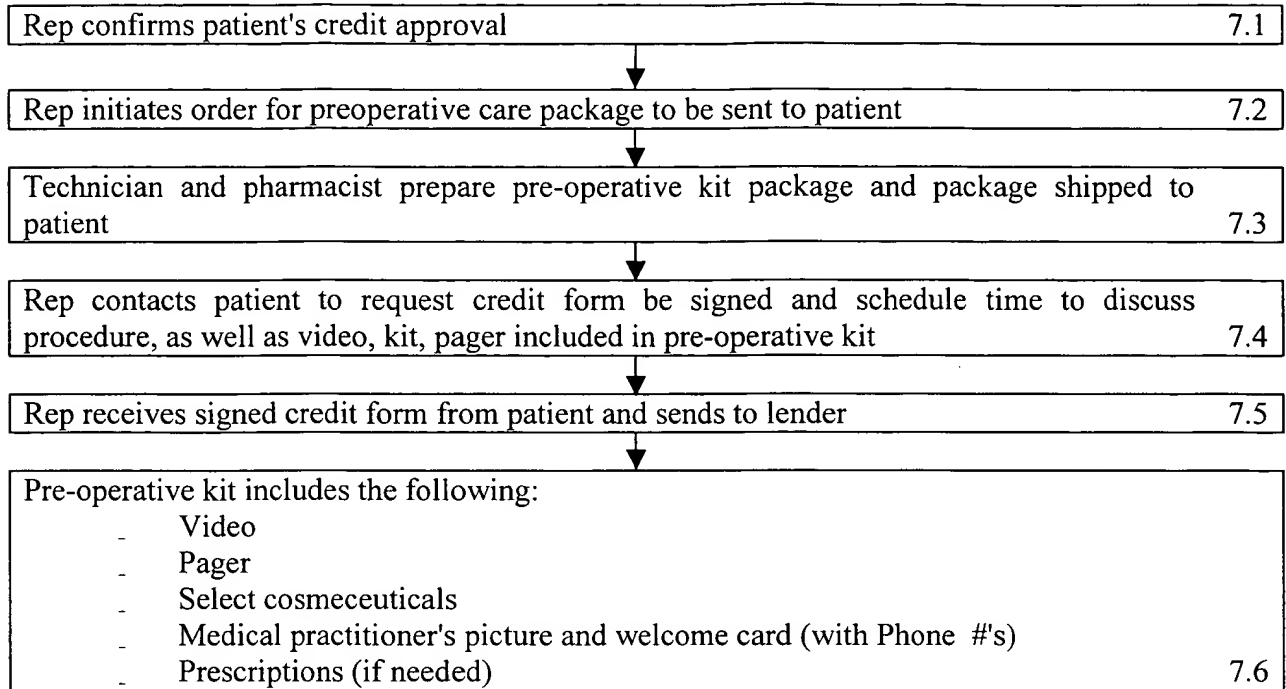 Rep confirms patient's credit approval 7.1
Rep initiates order for preoperative care package to be sent to patient 7.2
Technician and pharmacist prepare pre-operative kit package and package shipped to
patient 7.3
Rep contacts patient to request credit form be signed and schedule time to discuss
procedure, as well as video, kit, pager included in pre-operative kit 7.4
Rep receives signed credit form from patient and sends to lender 7.5
Pre-operative kit includes the following:
- Video
- Pager
- Select cosmeceuticals
- Medical practitioner's picture and welcome card (with Phone #'s)
- Prescriptions (if needed) 7.6